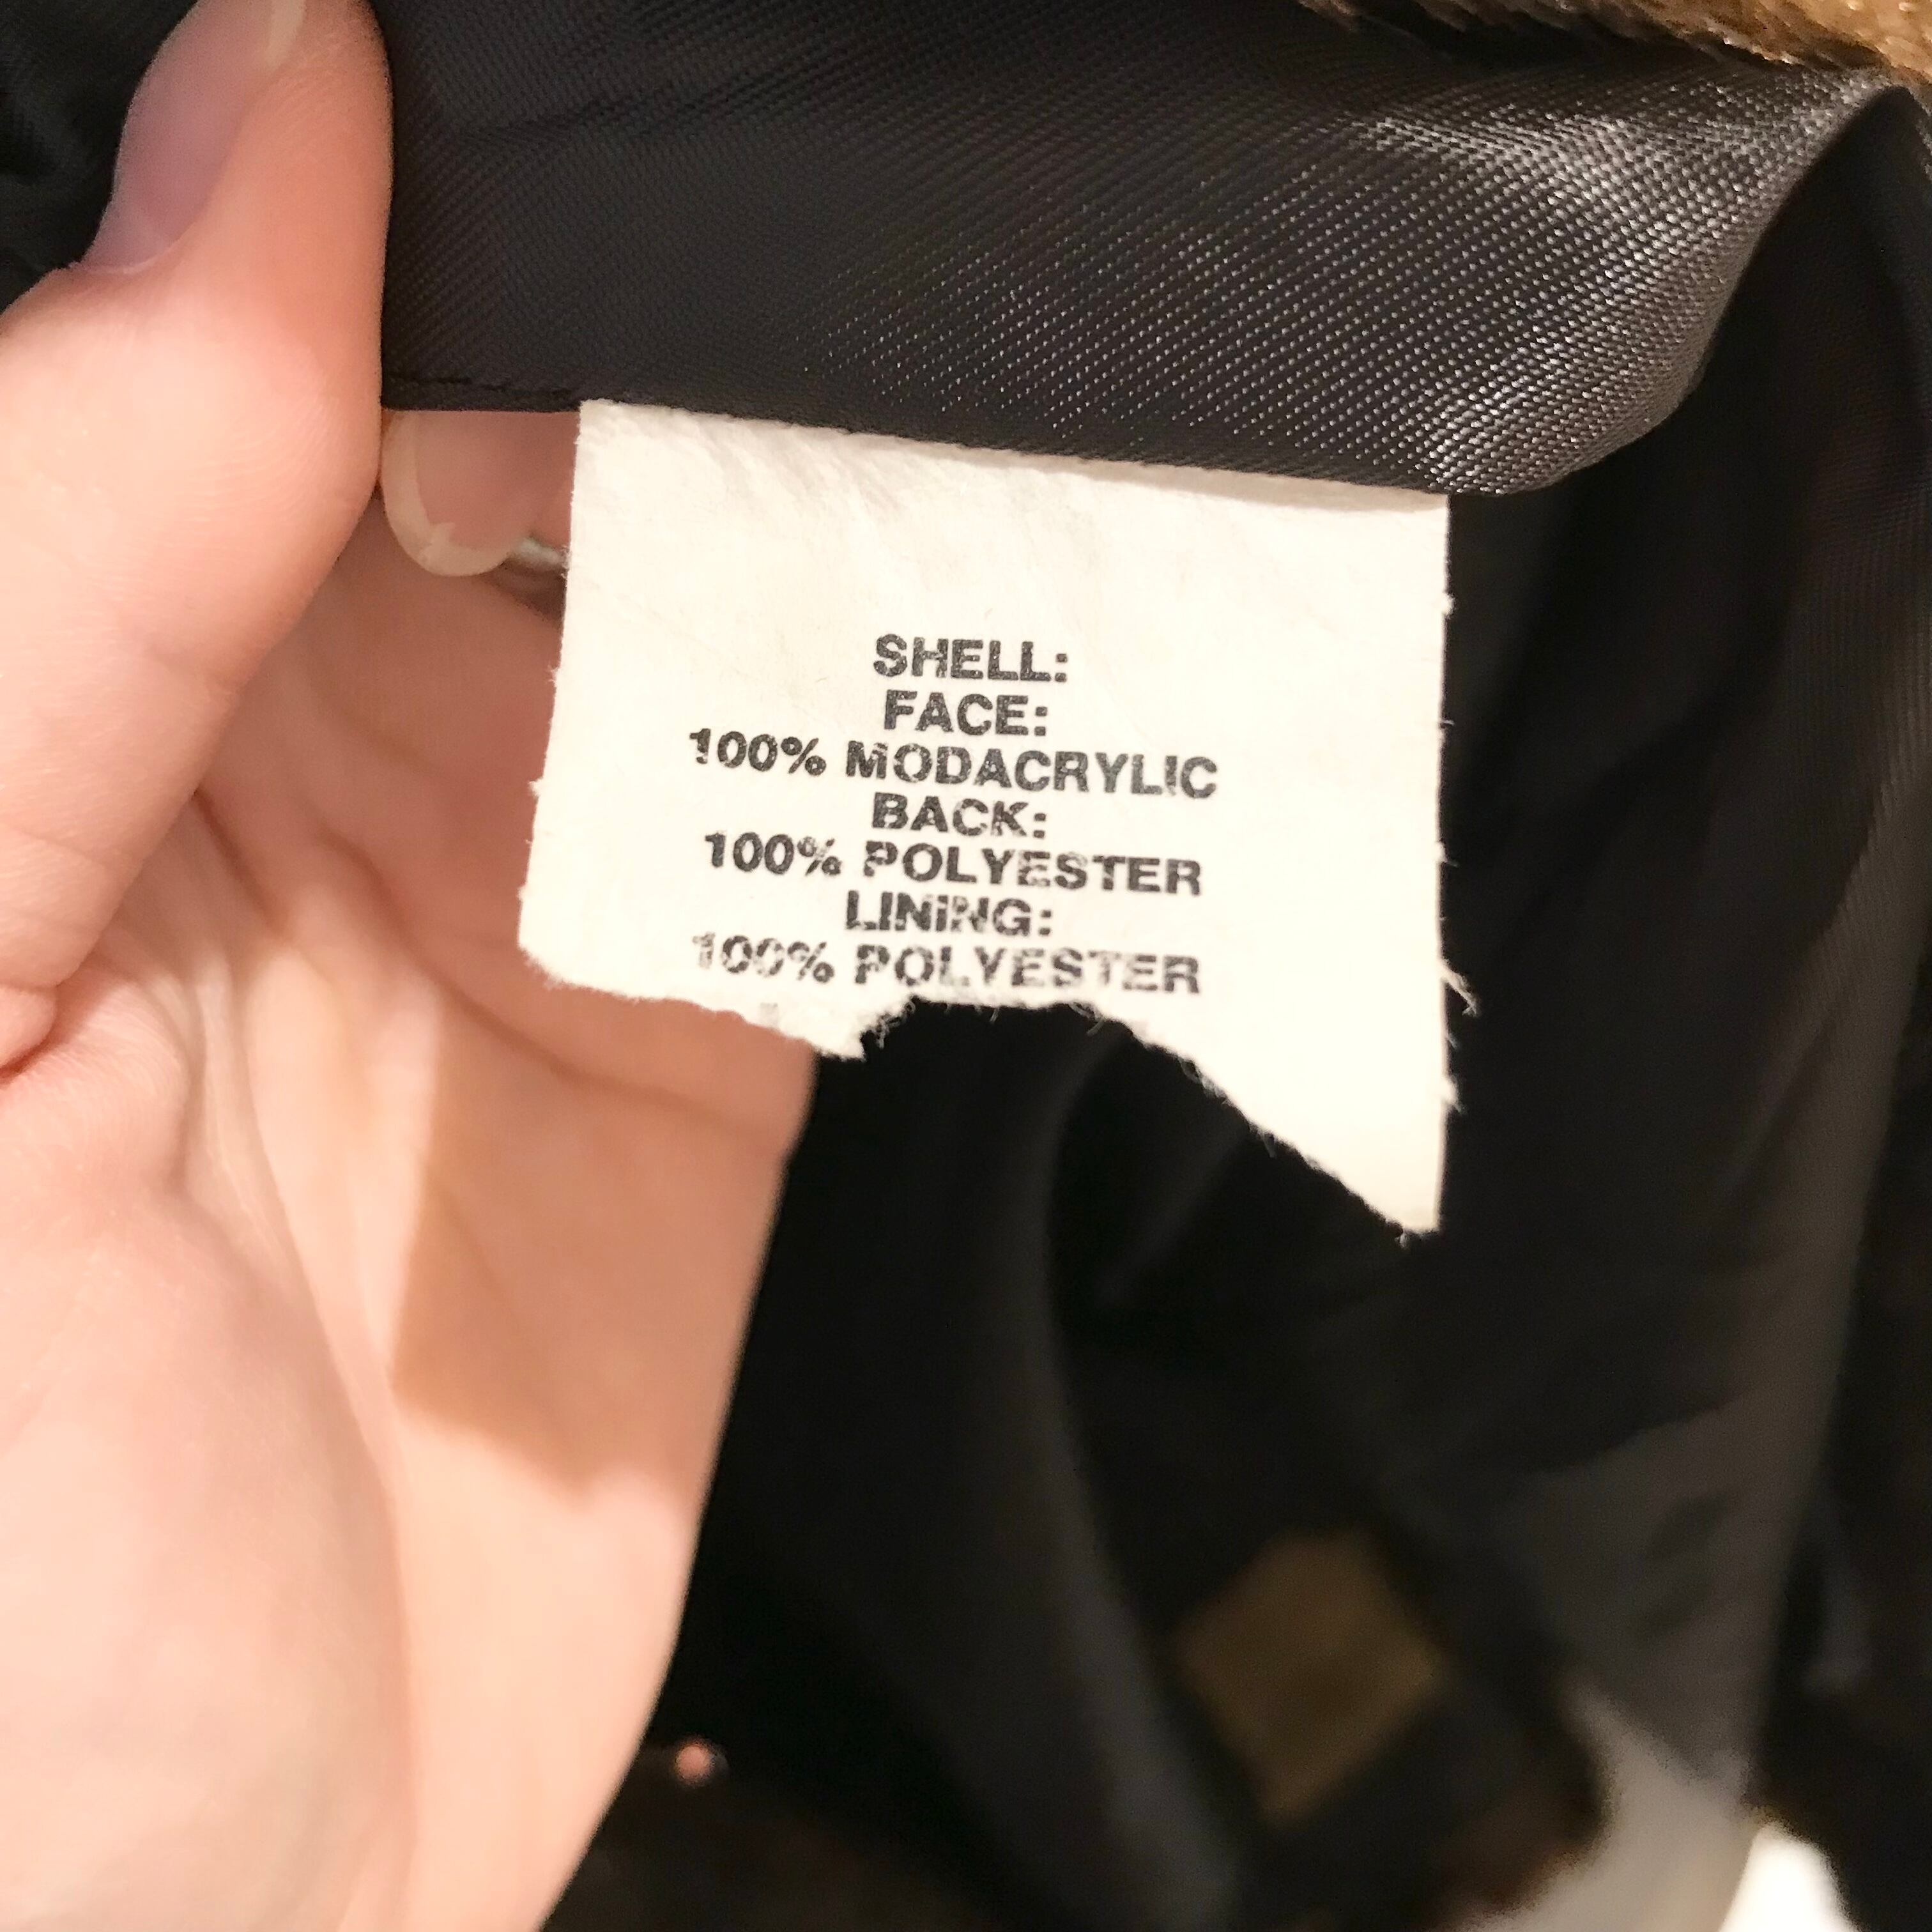 SHELL:
FACE:
100% MODACRYLIC
BACK:
100% POLYESTER
LINING:
100% POLYESTER